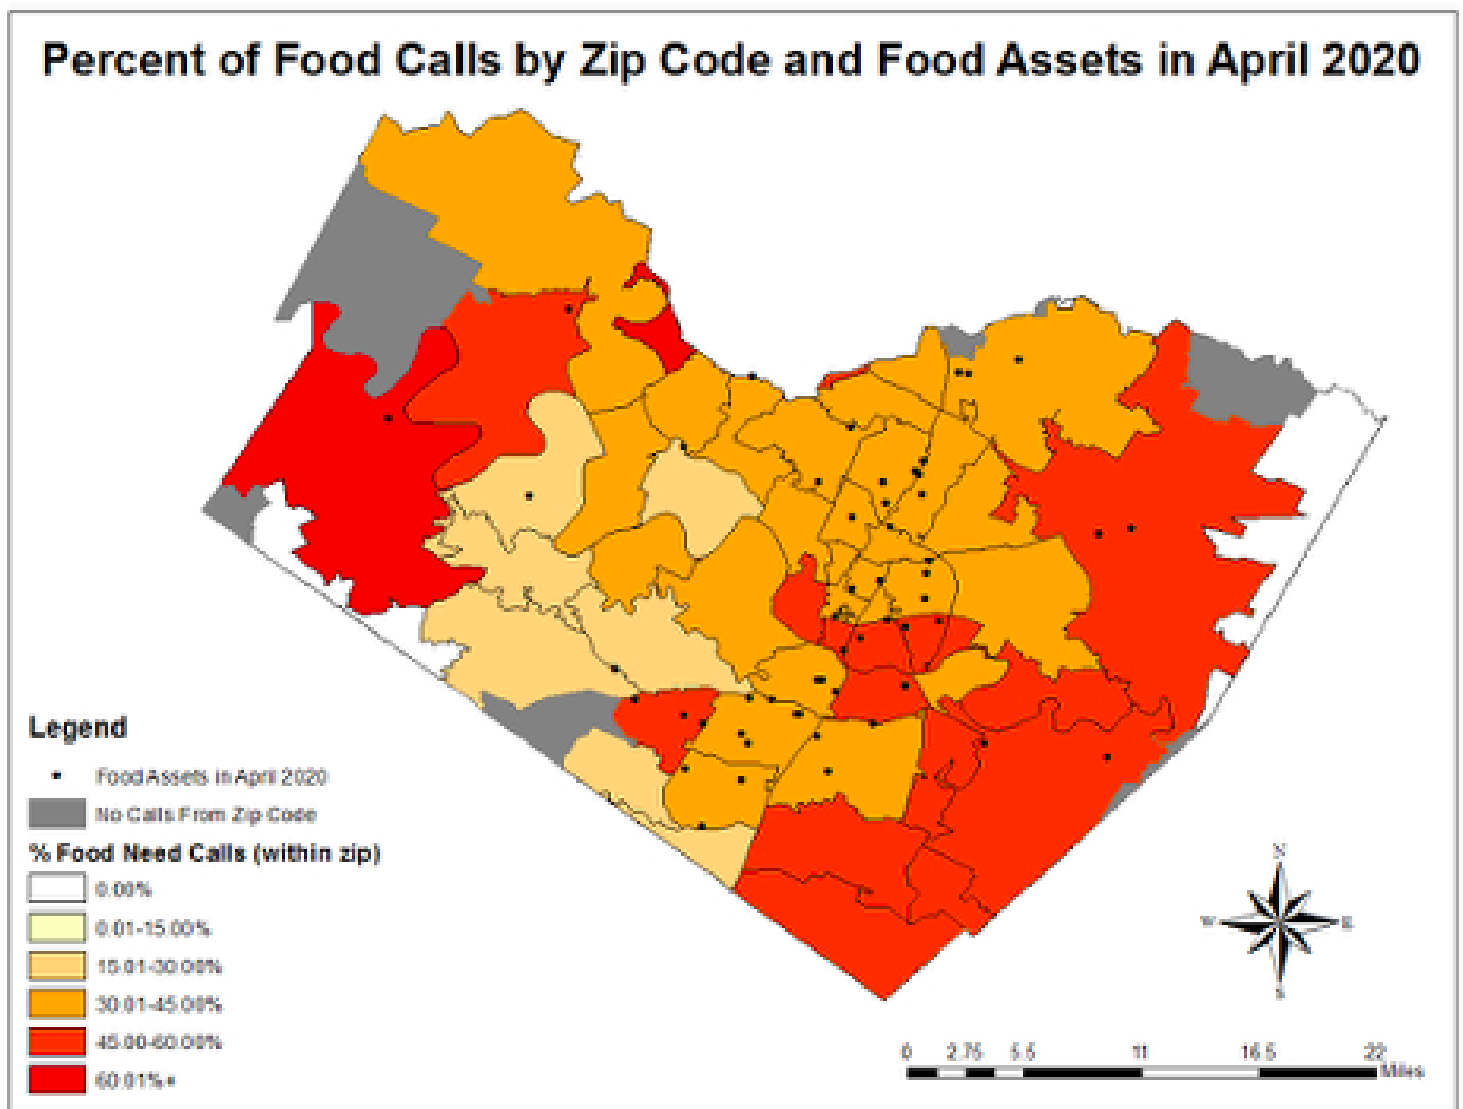 Percent of Food Calls by Zip Code and Food Assets in April 2020
Legend
Food Assets in April 2020
No Calls From Zip Code
% Food Need Calls (within zip)
0.00%
0.01-15.00%
15.01-30.00%
30.01-45.00%
45.00-60.00%
60.01%+
N
W E
S
0 2.75 5.5 11 16.5 22
Miles